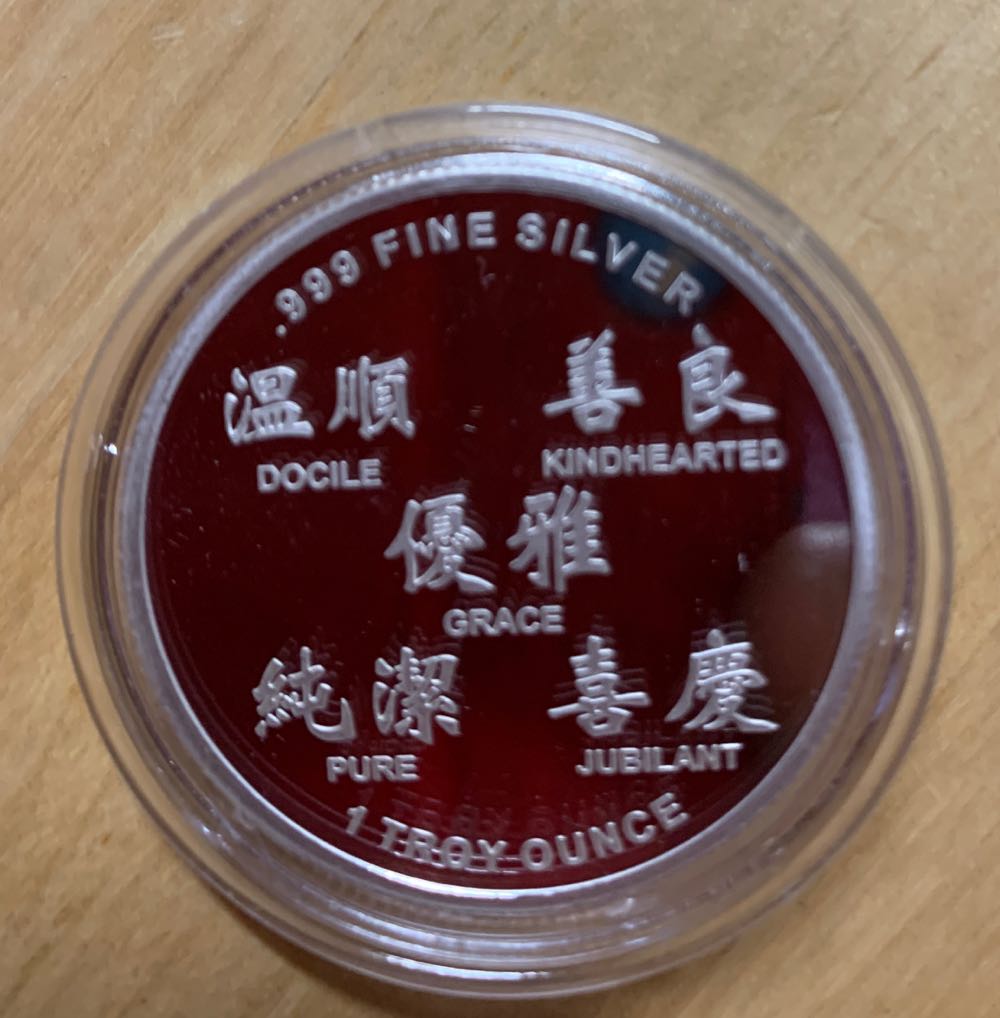 .999 FINE SILVER
溫順 善良
DOCILE KINDHEARTED
優雅
GRACE
純潔 喜慶
PURE JUBILANT
1 TROY OUNCE